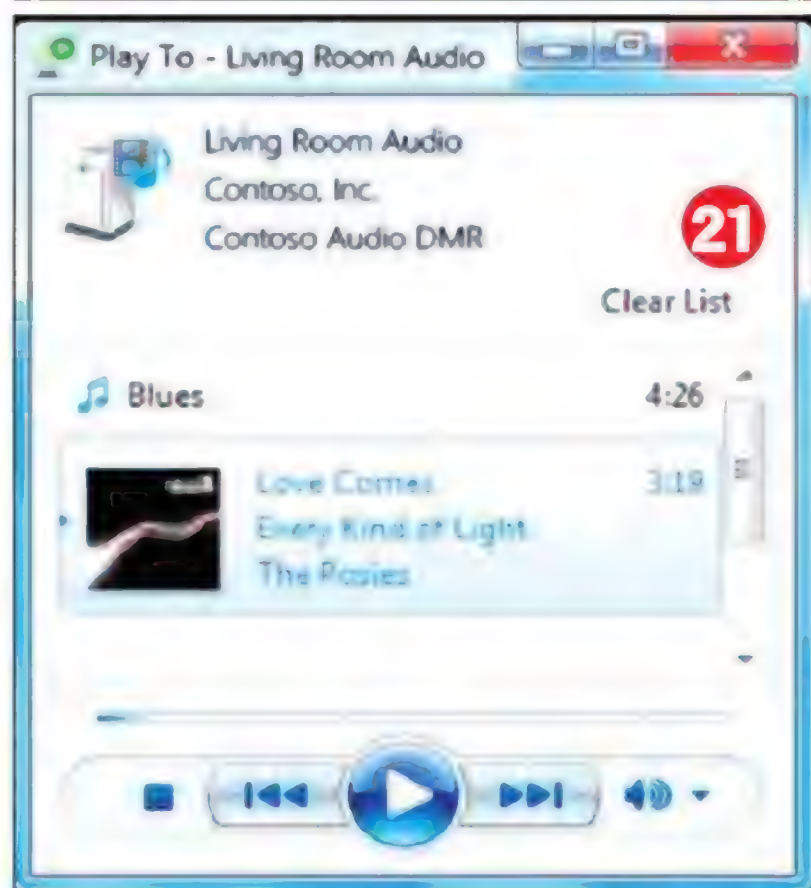 Play To - Living Room Audio
Living Room Audio
Contoso, Inc.
Contoso Audio DMR
21
Clear List
Blues 4:26
Love Comes 3:19
Every Kind of Light
The Posies